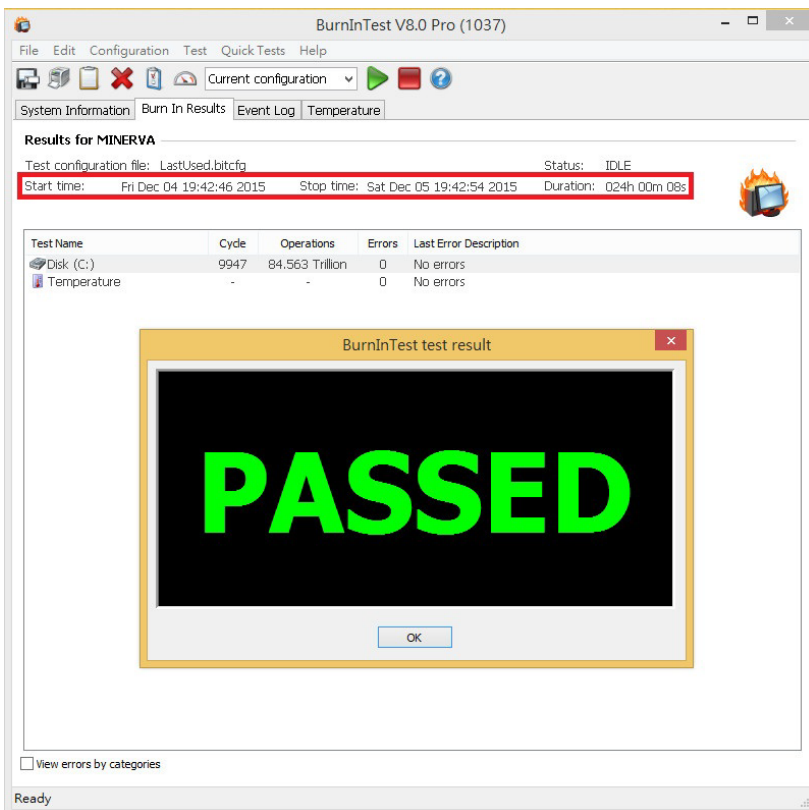 BurnInTest V8.0 Pro (1037)
File Edit Configuration Test Quick Tests Help
Current configuration
System Information Burn In Results Event Log Temperature
Results for MINERVA
Test configuration file: LastUsed.bitcfg Status: IDLE
Start time: Fri Dec 04 19:42:46 2015 Stop time: Sat Dec 05 19:42:54 2015 Duration: 024h 00m 08s
Test Name Cycle Operations Errors Last Error Description
Disk (C:) 9947 84.563 Trillion 0 No errors
Temperature - - 0 No errors
BurnInTest test result
PASSED
OK
View errors by categories
Ready